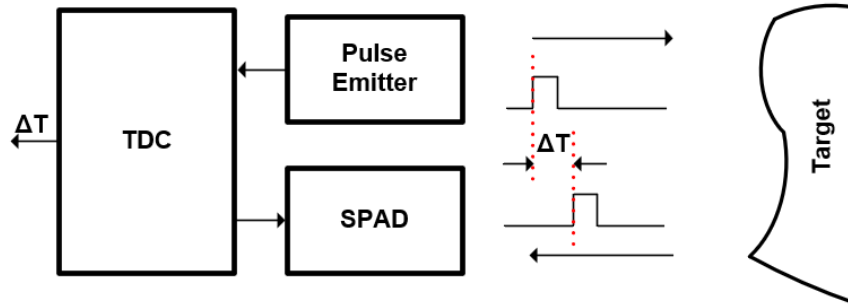 Pulse
Emitter
ΔT
TDC
ΔT
SPAD
Target